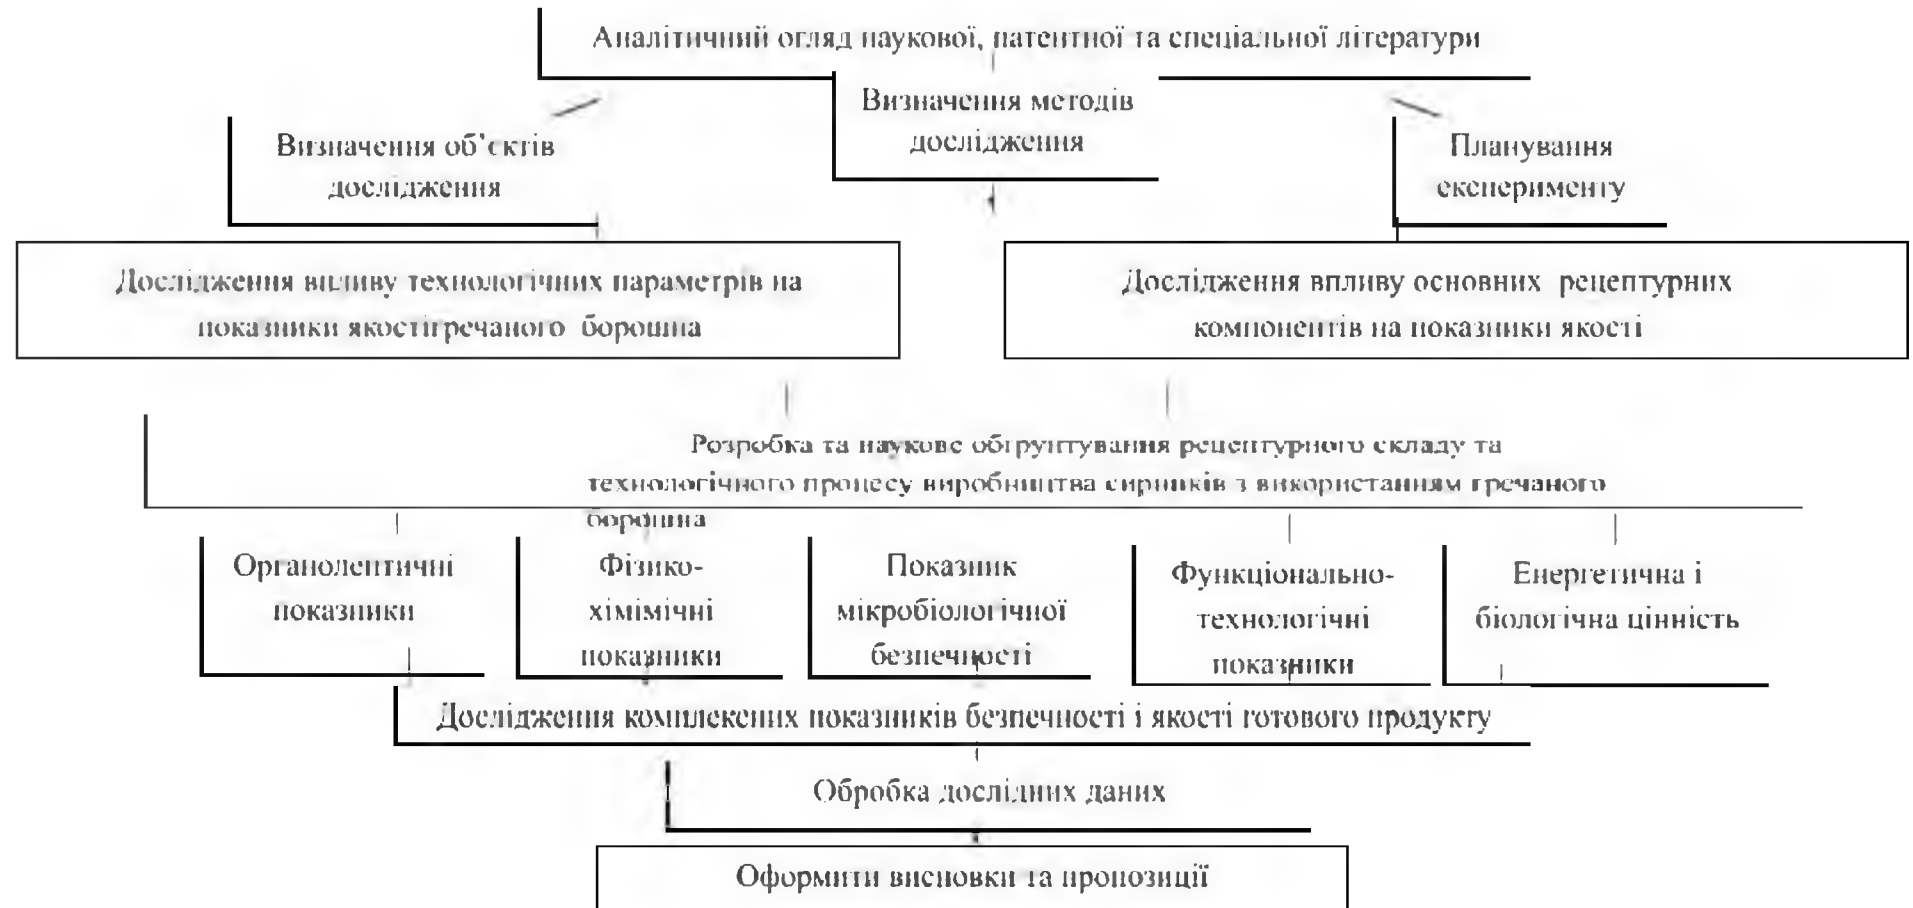 Аналітичний огляд наукової, патентної та спеціальної літератури
Визначення методів
дослідження
Визначення об’єктів
дослідження
Планування
експерименту
Дослідження впливу технологічних параметрів на
показники якостігречаного борошна
Дослідження впливу основних рецептурних
компонентів на показники якості
Розробка та наукове обґрунтування рецептурного складу та
технологічного процесу виробництва сирників з використанням гречаного
борошна
Органолептичні
показники
Фізико-
хімімічні
показники
Показник
мікробіологічної
безпечності
Функціонально-
технологічні
показники
Енергетична і
біологічна цінність
Дослідження комплексних показників безпечності і якості готового продукту
Обробка дослідних даних
Оформити висновки та пропозиції